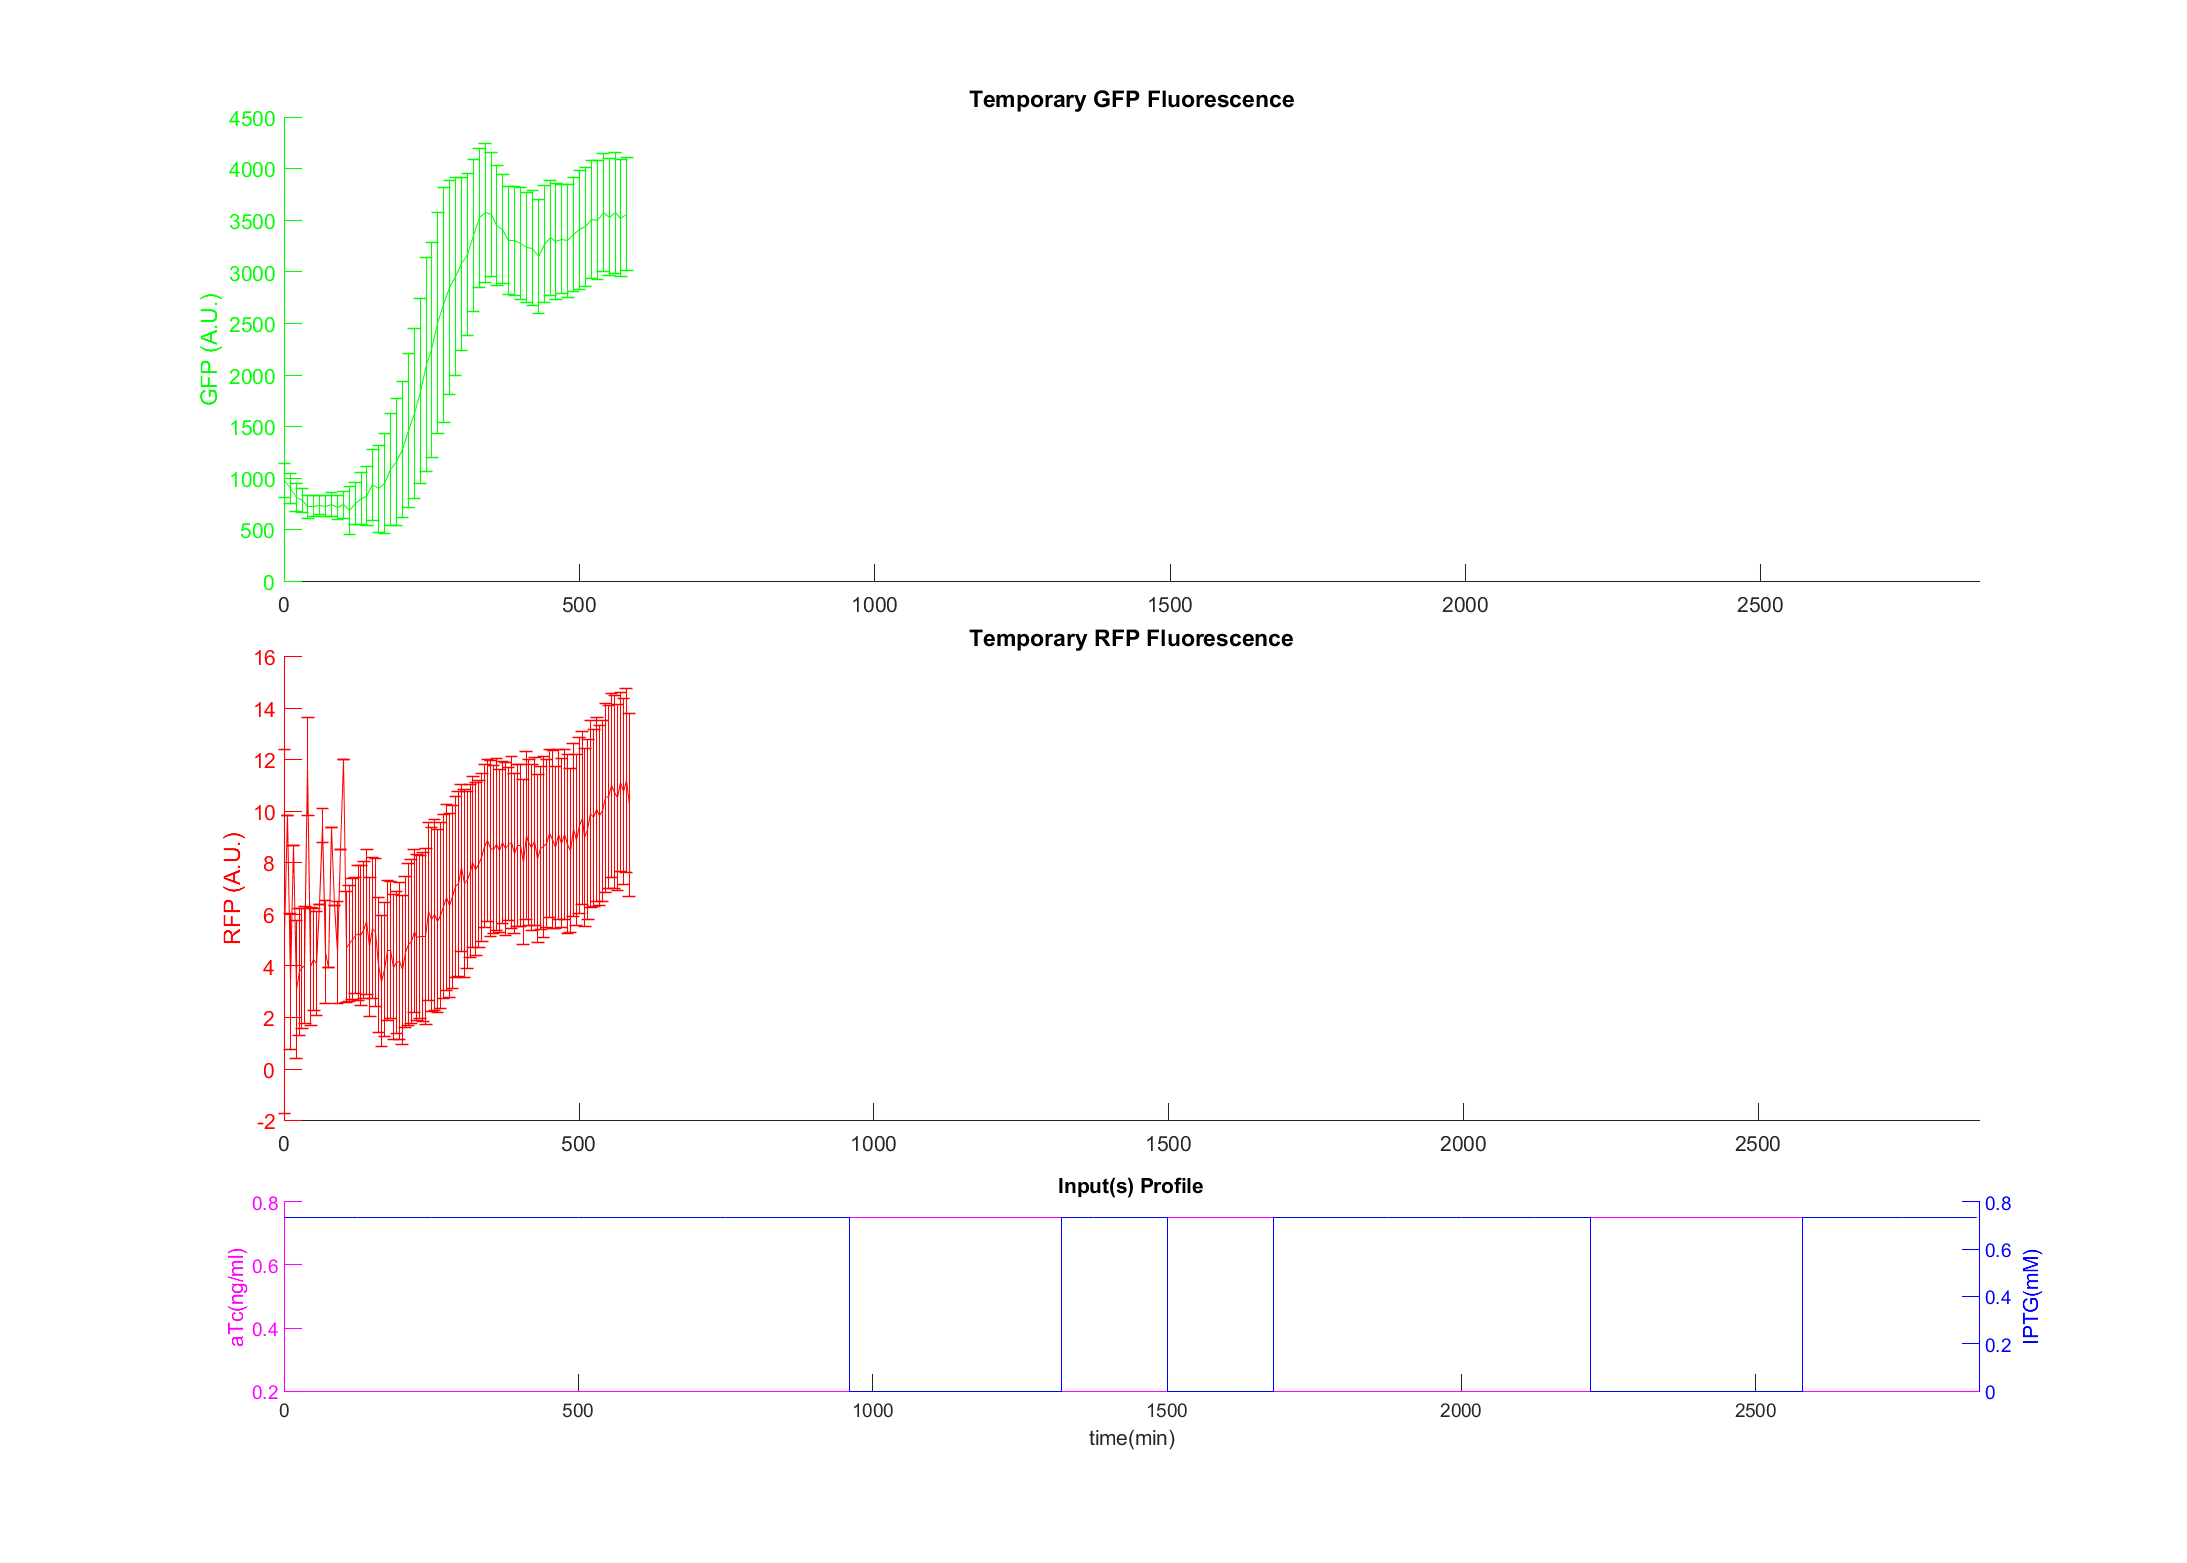 Temporary GFP Fluorescence
4500
4000
3500
3000
2500
2000
1500
1000
500
0
GFP (A.U.)
0 500 1000 1500 2000 2500
Temporary RFP Fluorescence
16
14
12
10
8
6
4
2
0
-2
RFP (A.U.)
0 500 1000 1500 2000 2500
Input(s) Profile
0.8
0.6
0.4
0.2
aTc(ng/ml)
0.8
0.6
0.4
0.2
0
IPTG(mM)
0 500 1000 1500 2000 2500
time(min)